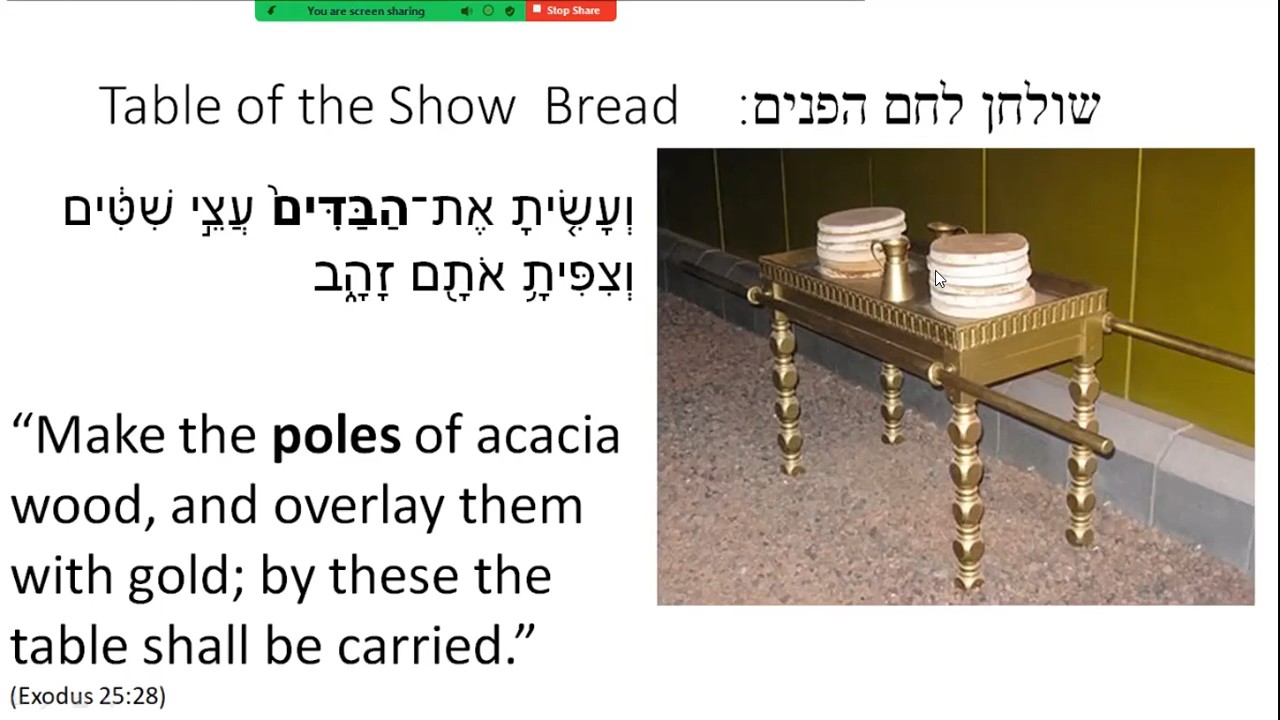 You are screen sharing Stop Share
Table of the Show Bread שולחן לחם הפנים:
וְעָשִׂ֤יתָ אֶת־הַבַּדִּים֙ עֲצֵ֣י שִׁטִּ֔ים
וְצִפִּיתָ֥ אֹתָ֖ם זָהָ֑ב
“Make the poles of acacia
wood, and overlay them
with gold; by these the
table shall be carried.”
(Exodus 25:28)